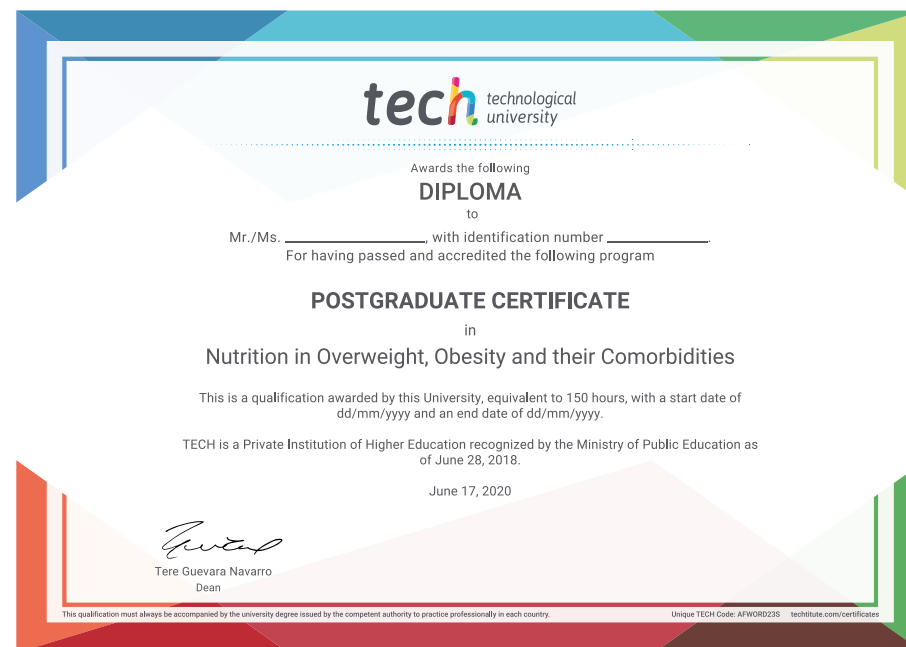 tech technological
university
Awards the following
DIPLOMA
to
Mr./Ms. ____________________, with identification number ______________.
For having passed and accredited the following program
POSTGRADUATE CERTIFICATE
in
Nutrition in Overweight, Obesity and their Comorbidities
This is a qualification awarded by this University, equivalent to 150 hours, with a start date of
dd/mm/yyyy and an end date of dd/mm/yyyy.
TECH is a Private Institution of Higher Education recognized by the Ministry of Public Education as
of June 28, 2018.
June 17, 2020
Tere Guevara Navarro
Dean
This qualification must always be accompanied by the university degree issued by the competent authority to practice professionally in each country.
Unique TECH Code: AFWORD23S techtitute.com/certificates